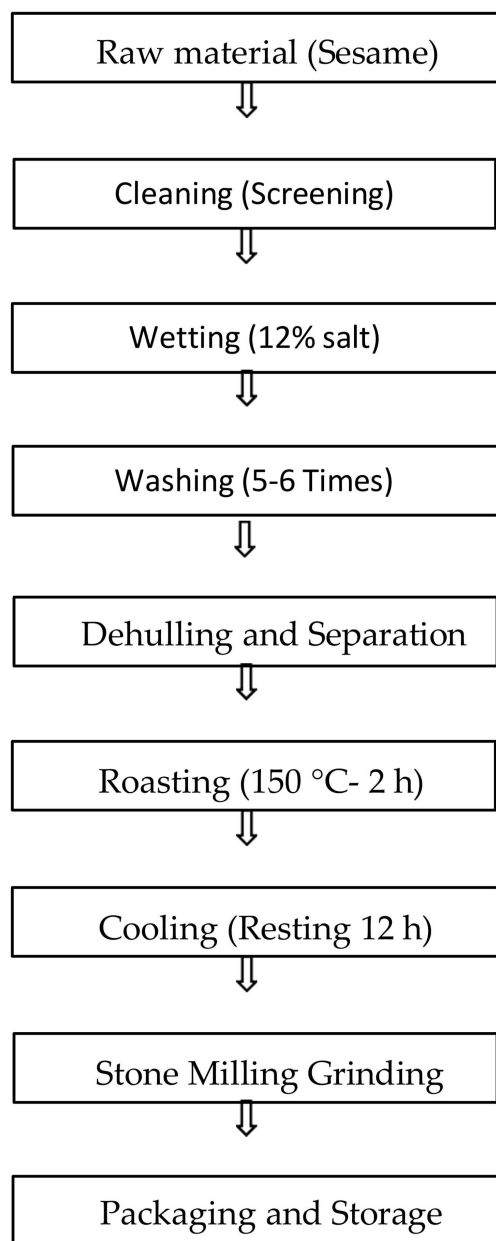 Raw material (Sesame)
Cleaning (Screening)
Wetting (12% salt)
Washing (5-6 Times)
Dehulling and Separation
Roasting (150 °C- 2 h)
Cooling (Resting 12 h)
Stone Milling Grinding
Packaging and Storage